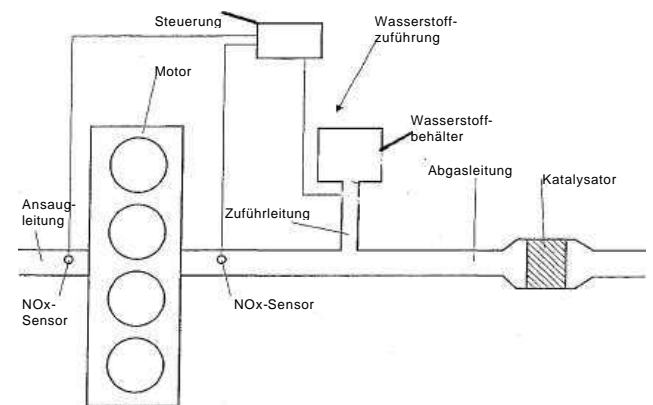 Steuerung
Wasserstoff-
zuführung
Motor
Wasserstoff-
behälter
Abgasleitung
Katalysator
Ansaug-
leitung
Zuführleitung
NOx-
Sensor
NOx-Sensor